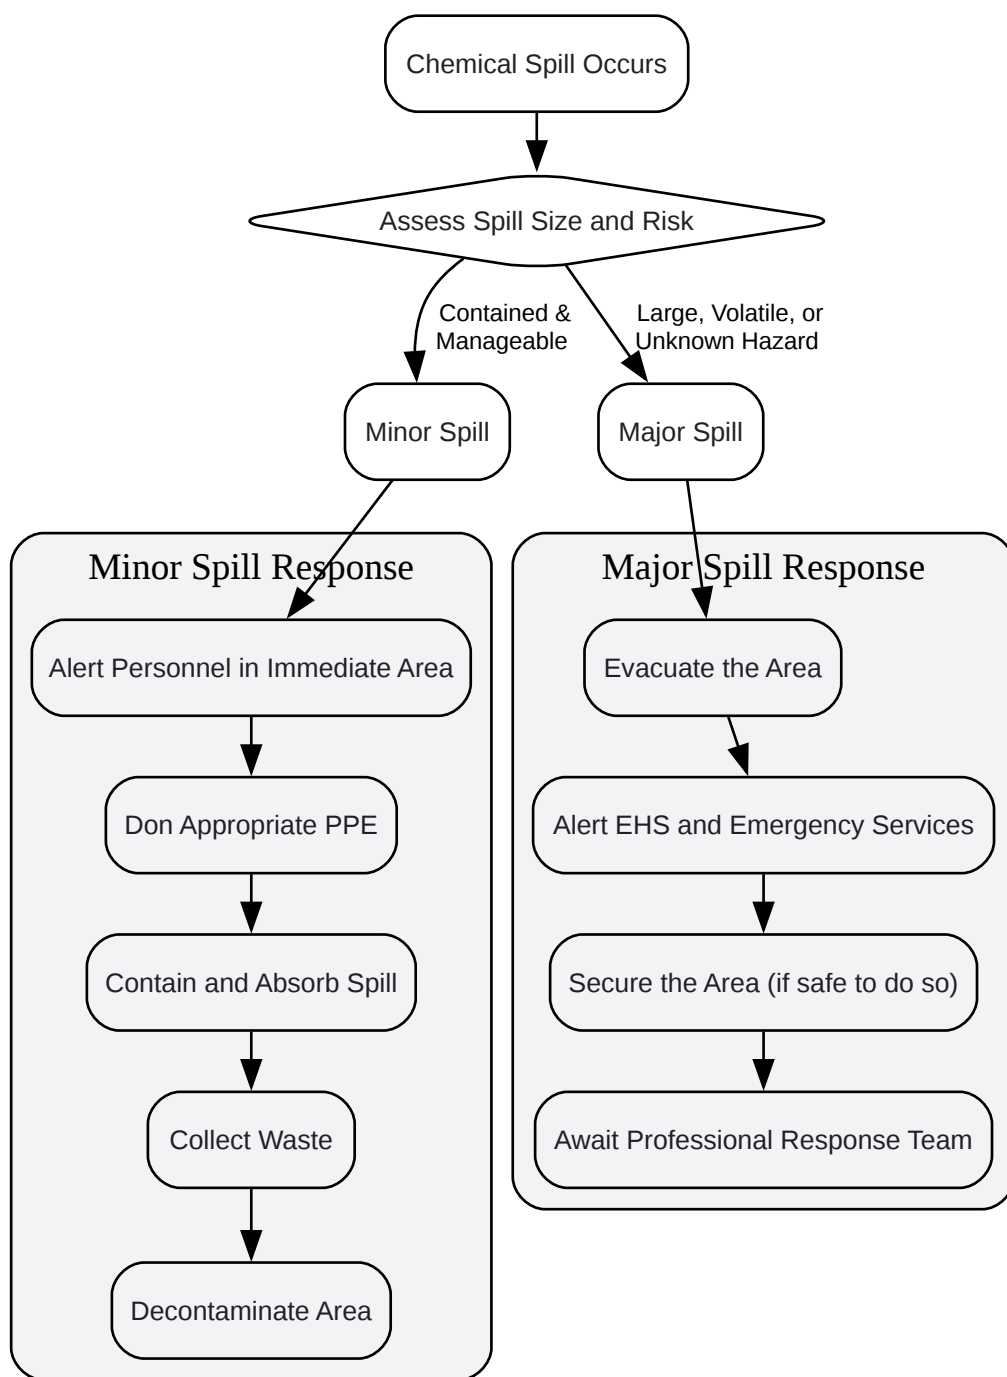 Chemical Spill Occurs
Assess Spill Size and Risk
Contained &
Manageable
Large, Volatile, or
Unknown Hazard
Minor Spill
Major Spill
Minor Spill Response
Alert Personnel in Immediate Area
Don Appropriate PPE
Contain and Absorb Spill
Collect Waste
Decontaminate Area
Major Spill Response
Evacuate the Area
Alert EHS and Emergency Services
Secure the Area (if safe to do so)
Await Professional Response Team